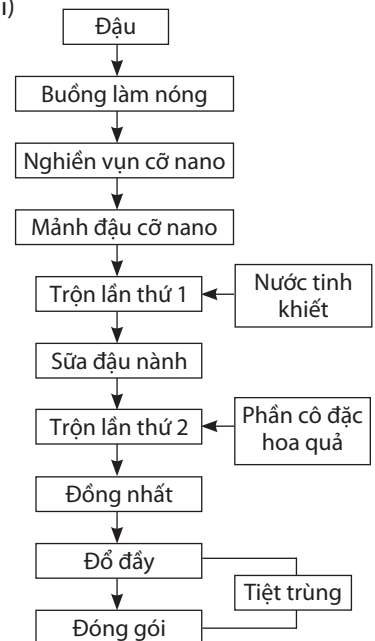 i)
Đậu
Buồng làm nóng
Nghiền vụn cỡ nano
Mảnh đậu cỡ nano
Trộn lần thứ 1
Nước tinh
khiết
Sữa đậu nành
Trộn lần thứ 2
Phần cô đặc
hoa quả
Đồng nhất
Đổ đầy
Tiệt trùng
Đóng gói